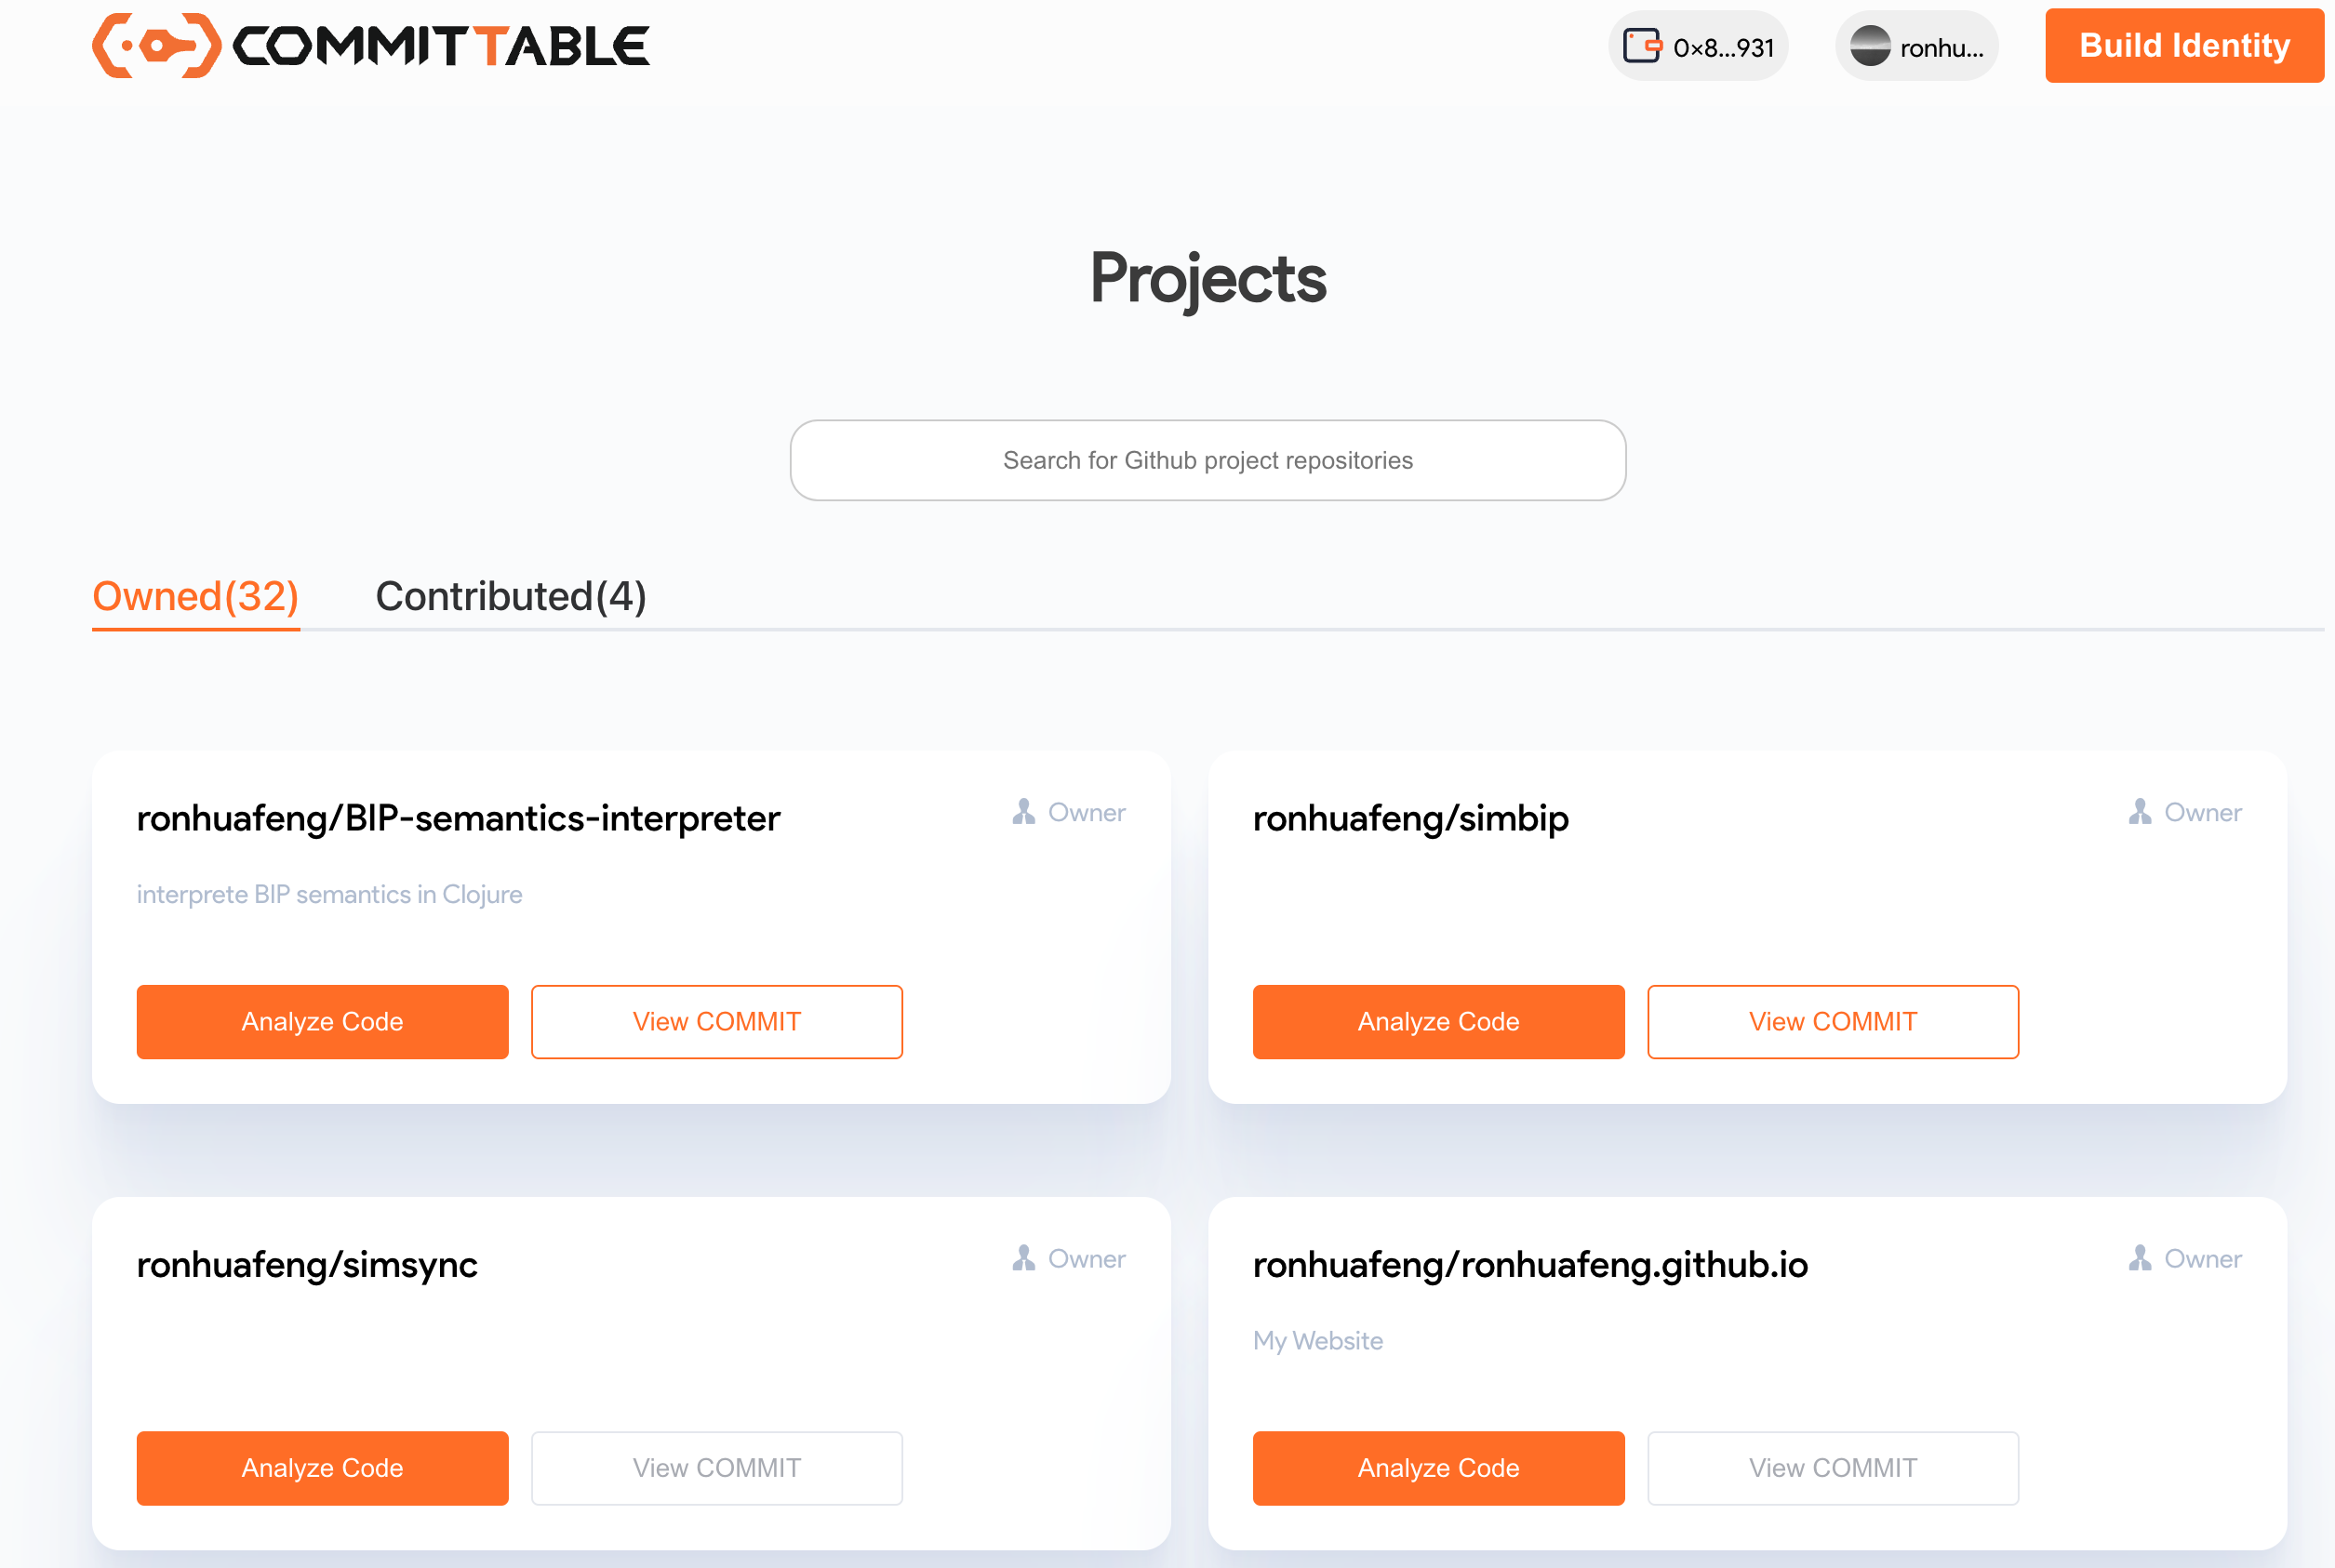 COMMITTABLE
0×8...931
ronhu...
Build Identity
Projects
Search for Github project repositories
Owned(32)
Contributed(4)
ronhuafeng/BIP-semantics-interpreter
Owner
interprete BIP semantics in Clojure
Analyze Code
View COMMIT
ronhuafeng/simbip
Owner
Analyze Code
View COMMIT
ronhuafeng/simsync
Owner
Analyze Code
View COMMIT
ronhuafeng/ronhuafeng.github.io
Owner
My Website
Analyze Code
View COMMIT